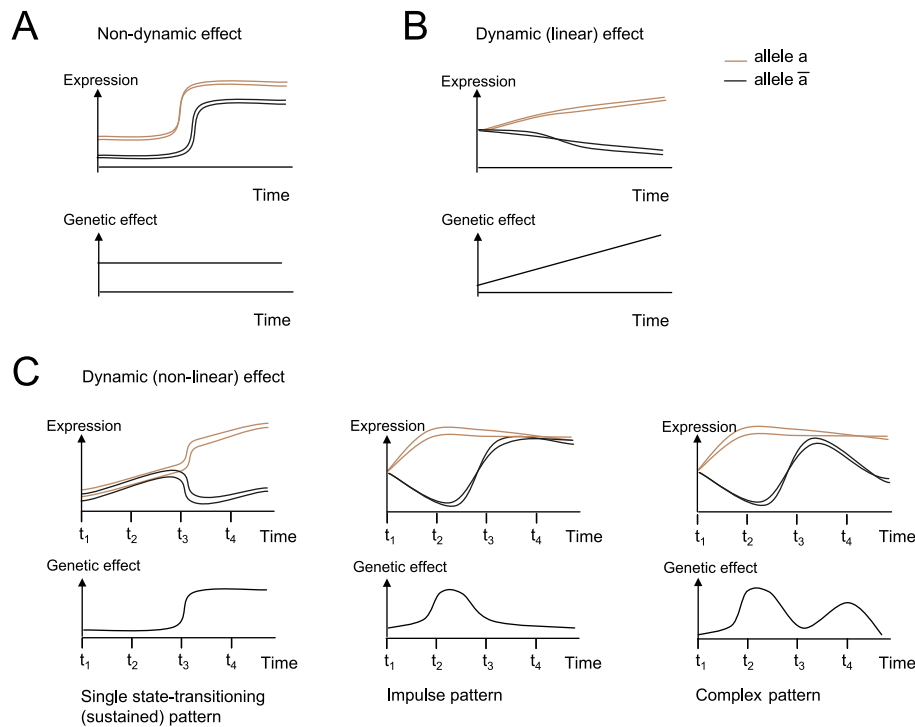 A
Non-dynamic effect
B
Dynamic (linear) effect
allele a
allele a̅
Expression
Time
Expression
Time
Genetic effect
Time
Genetic effect
Time
C
Dynamic (non-linear) effect
Expression
t₁ t₂ t₃ t₄ Time
Expression
t₁ t₂ t₃ t₄ Time
Expression
t₁ t₂ t₃ t₄ Time
Genetic effect
t₁ t₂ t₃ t₄ Time
Genetic effect
t₁ t₂ t₃ t₄ Time
Genetic effect
t₁ t₂ t₃ t₄ Time
Single state-transitioning
(sustained) pattern
Impulse pattern
Complex pattern